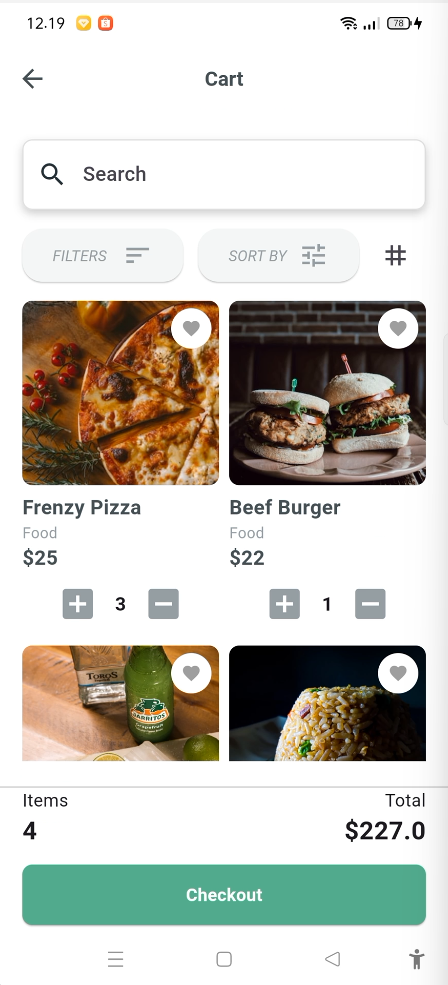 12.19
78
Cart
Search
FILTERS
SORT BY
TOROS
JARRITOS
Frenzy Pizza
Food
$25
3
Beef Burger
Food
$22
1
Items
4
Total
$227.0
Checkout